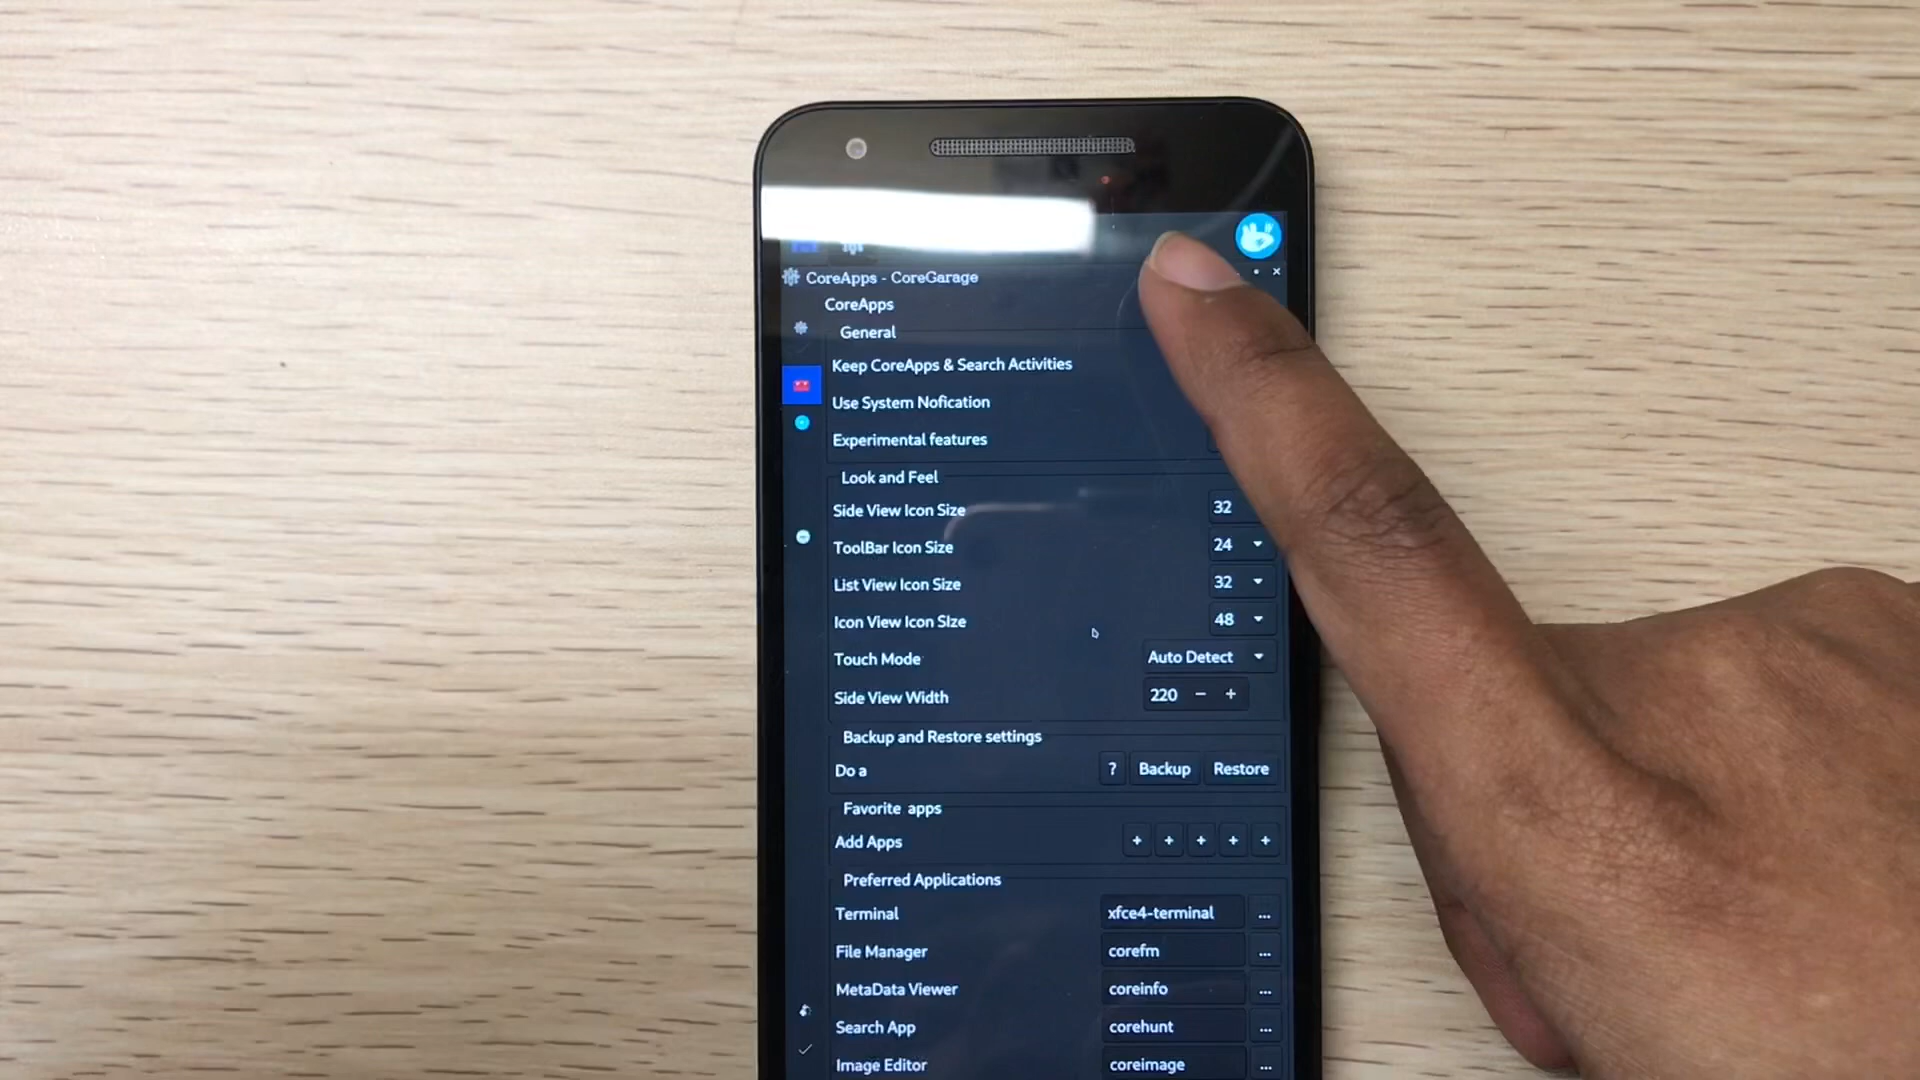 CoreApps - CoreGarage
CoreApps
General
Keep CoreApps & Search Activities
Use System Nofication
Experimental features
Look and Feel
Side View Icon Size 32
ToolBar Icon Size 24
List View Icon Size 32
Icon View Icon SIze 48
Touch Mode Auto Detect
Side View Width 220 - +
Backup and Restore settings
Do a ? Backup Restore
Favorite apps
Add Apps + + + + +
Preferred Applications
Terminal xfce4-terminal ...
File Manager corefm ...
MetaData Viewer coreinfo ...
Search App corehunt ...
Image Editor coreimage ...